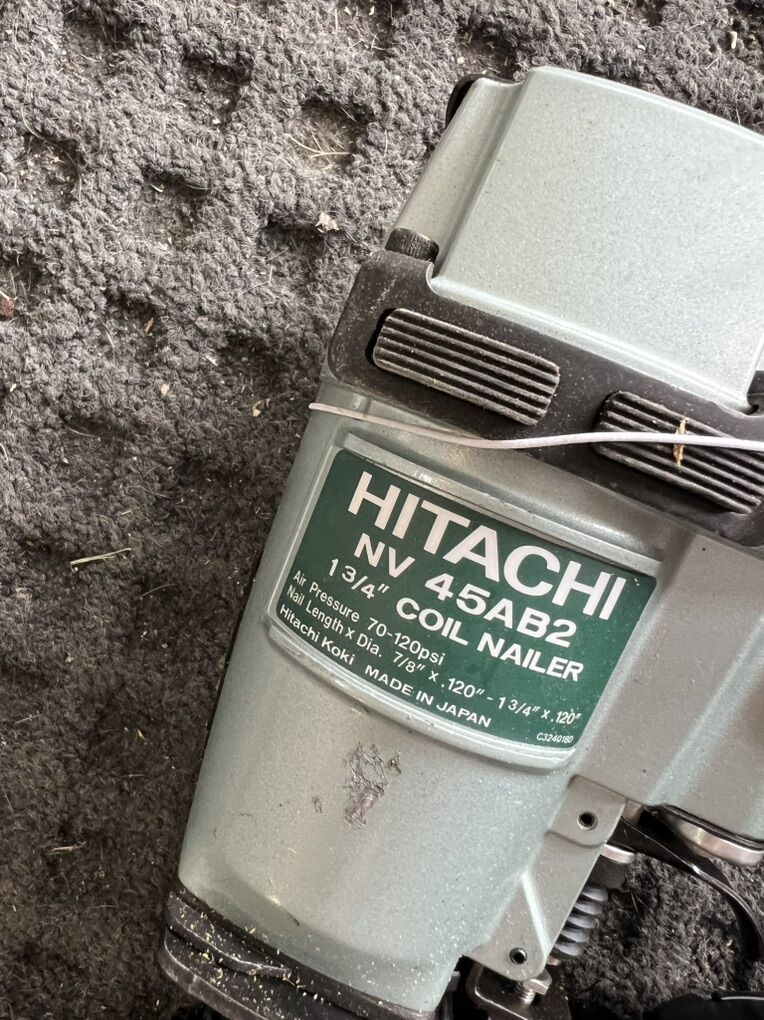 HITACHI
NV 45AB2
1 3/4" COIL NAILER
Air Pressure 70-120psi
Nail Length x Dia. 7/8" x .120" - 1 3/4" x .120"
Hitachi Koki MADE IN JAPAN
C324018D